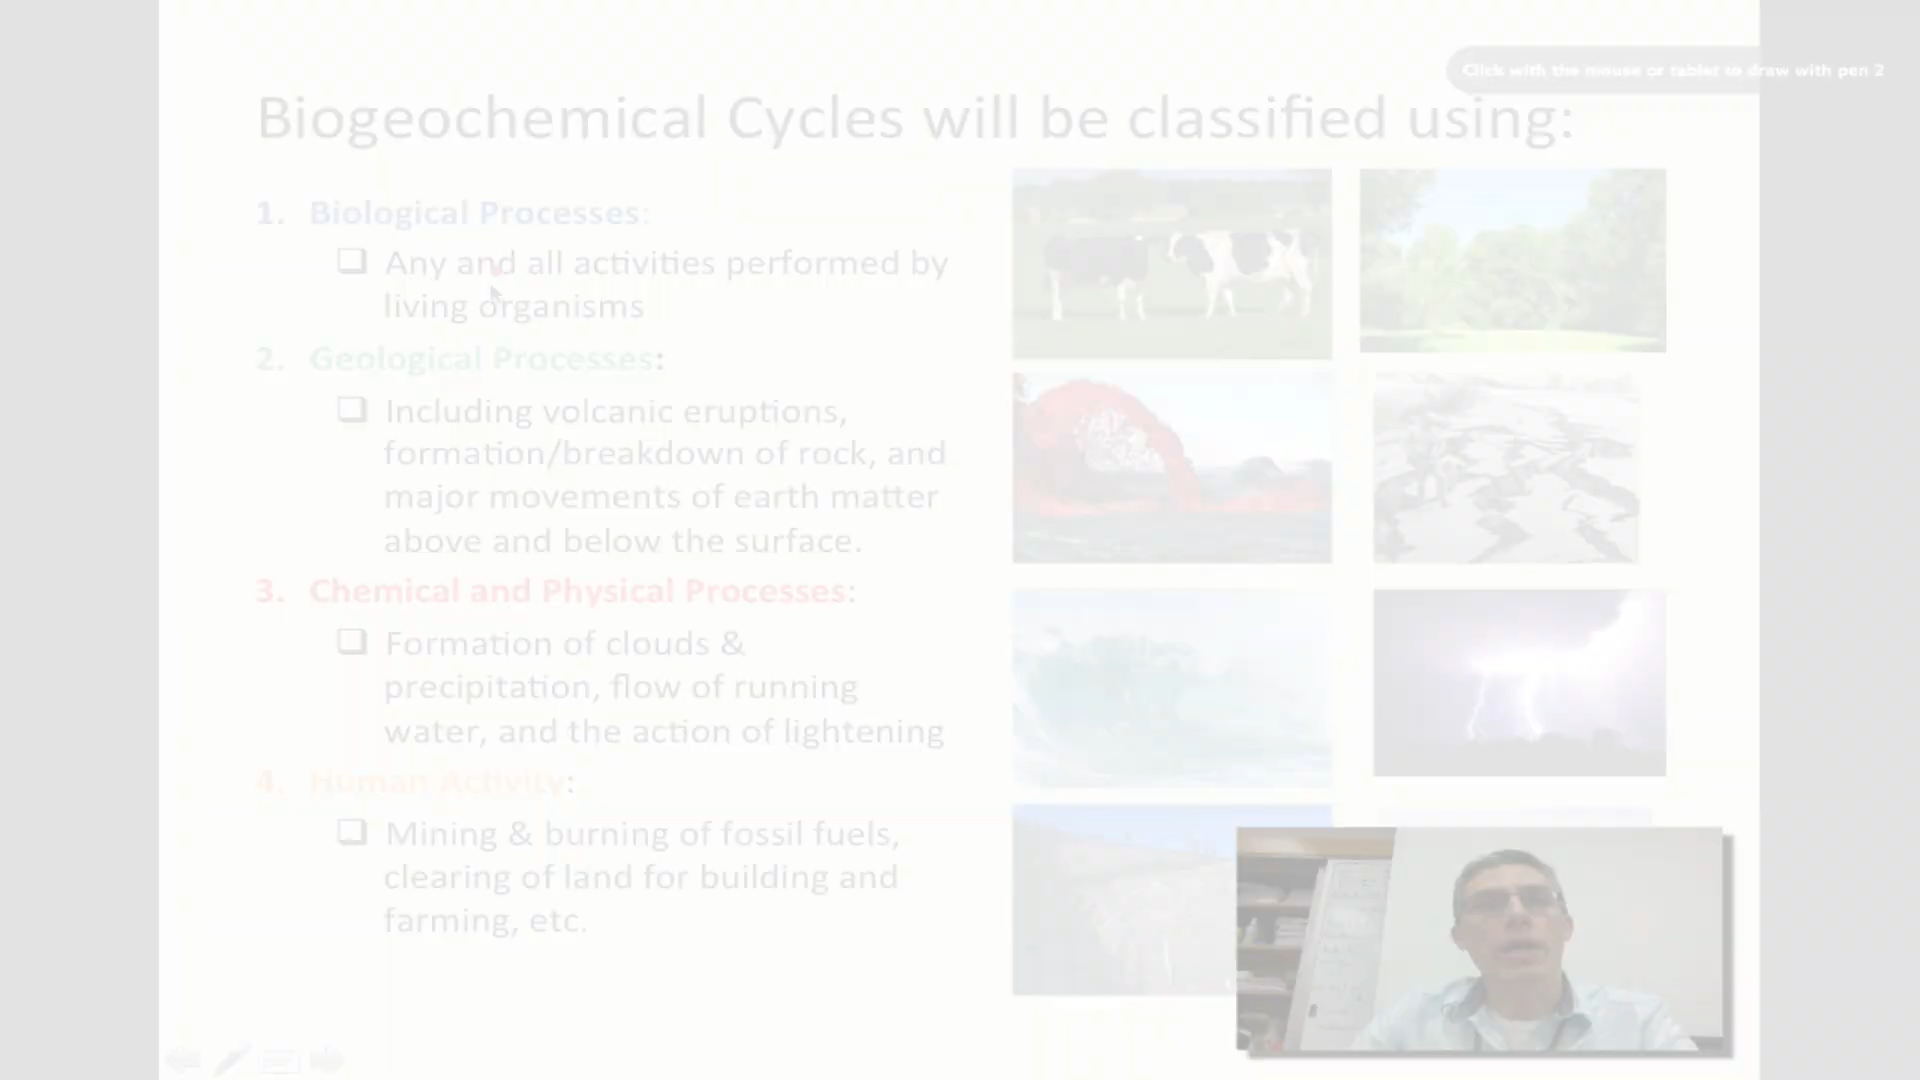 Click with the mouse or tablet to draw with pen 2
Biogeochemical Cycles will be classified using:
1. Biological Processes:
❑ Any and all activities performed by
living organisms
2. Geological Processes:
❑ Including volcanic eruptions,
formation/breakdown of rock, and
major movements of earth matter
above and below the surface.
3. Chemical and Physical Processes:
❑ Formation of clouds &
precipitation, flow of running
water, and the action of lightening
4. Human Activity:
❑ Mining & burning of fossil fuels,
clearing of land for building and
farming, etc.